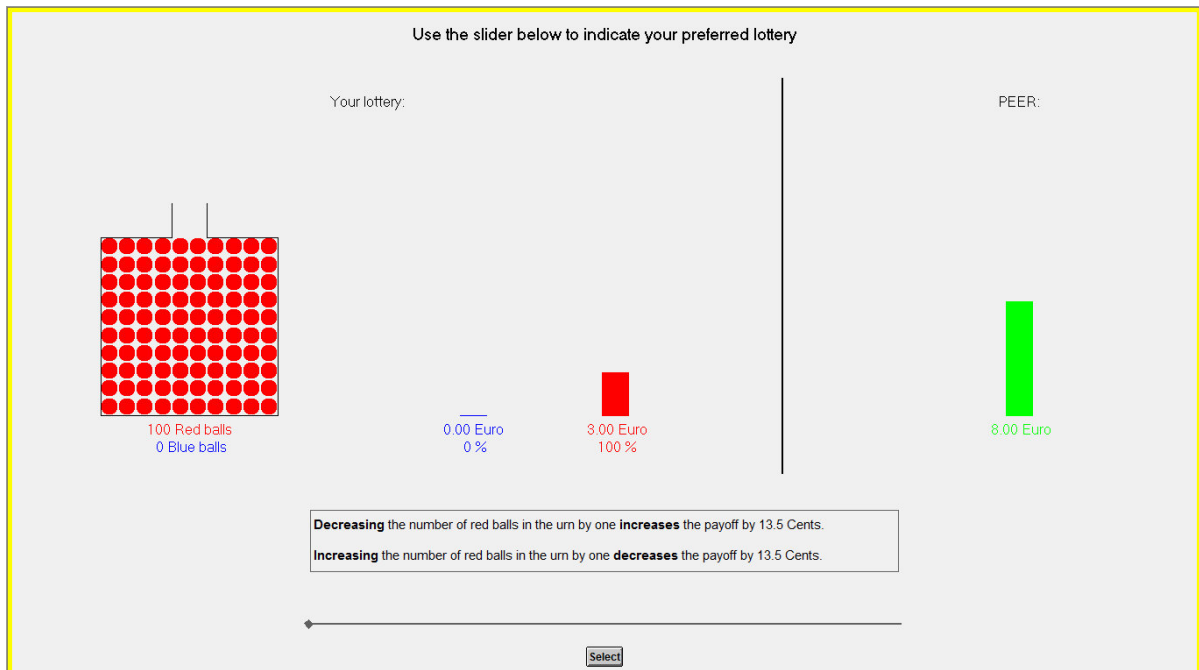 Use the slider below to indicate your preferred lottery
Your lottery:
PEER:
100 Red balls
0 Blue balls
0.00 Euro
0 %
3.00 Euro
100 %
8.00 Euro
Decreasing the number of red balls in the urn by one increases the payoff by 13.5 Cents.
Increasing the number of red balls in the urn by one decreases the payoff by 13.5 Cents.
Select